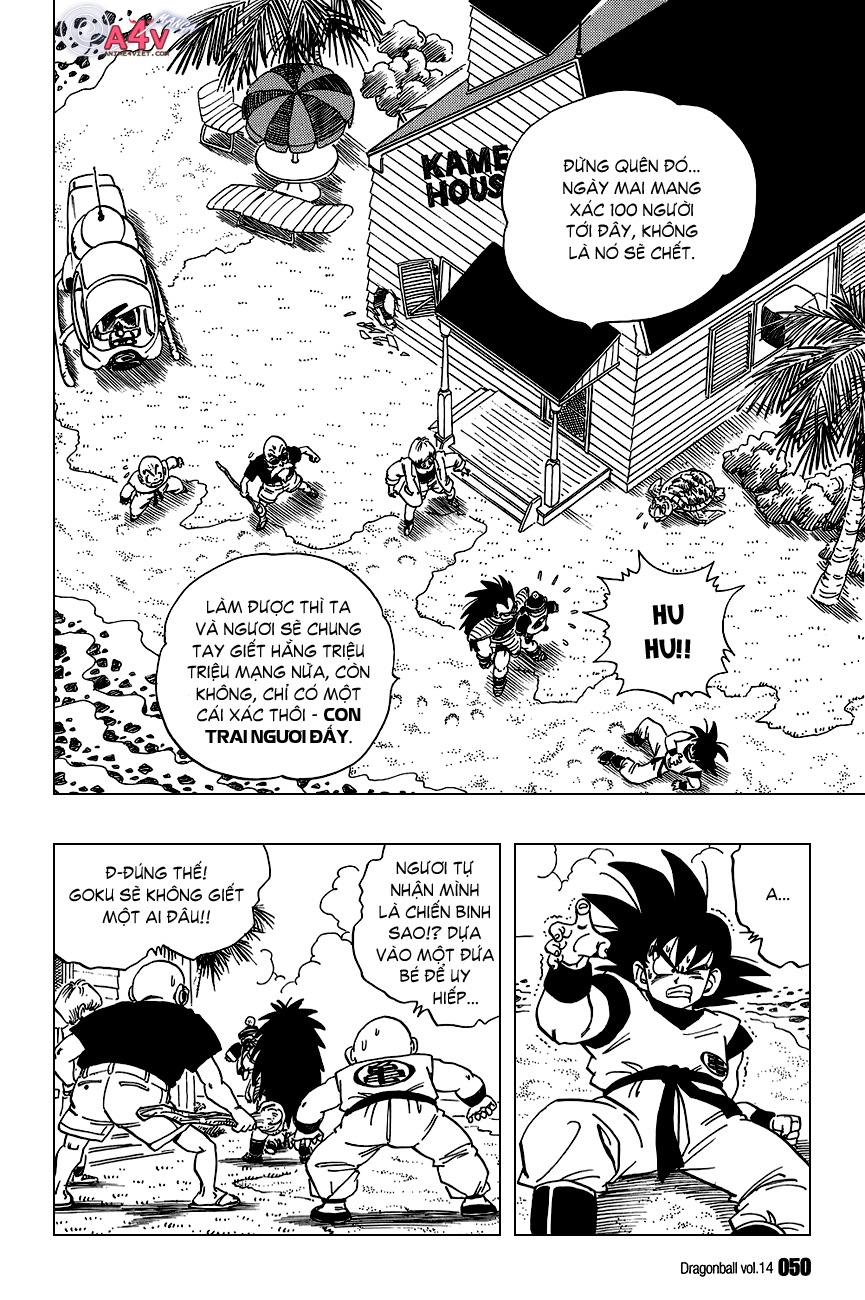 MANGA
A4V
ANIME4VIET.COM
KAME
HOUS
ĐỪNG QUÊN ĐÓ...
NGÀY MAI MANG
XÁC 100 NGƯỜI
TỚI ĐÂY, KHÔNG
LÀ NÓ SẼ CHẾT.
LÀM ĐƯỢC THÌ TA
VÀ NGƯƠI SẼ CHUNG
TAY GIẾT HẰNG TRIỆU
TRIỆU MẠNG NỮA, CÒN
KHÔNG, CHỈ CÓ MỘT
CÁI XÁC THÔI - CON
TRAI NGƯƠI ĐẤY.
HU
HU!!
Đ-ĐÚNG THẾ!
GOKU SẼ KHÔNG GIẾT
MỘT AI ĐÂU!!
NGƯƠI TỰ
NHẬN MÌNH
LÀ CHIẾN BINH
SAO!? DỰA
VÀO MỘT ĐỨA
BÉ ĐỂ UY
HIẾP...
A...
Dragonball vol.14 050